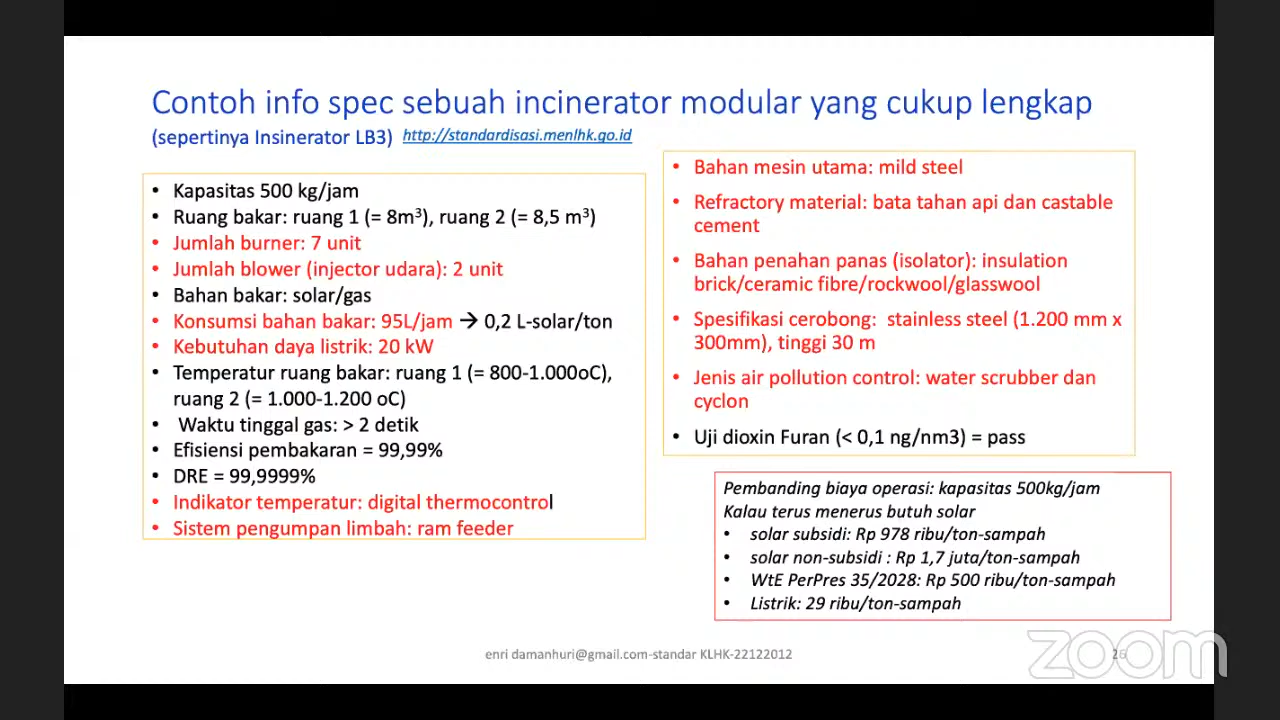 Contoh info spec sebuah incinerator modular yang cukup lengkap
(sepertinya Insinerator LB3) http://standardisasi.menlhk.go.id
• Kapasitas 500 kg/jam
• Ruang bakar: ruang 1 (= 8m³), ruang 2 (= 8,5 m³)
• Jumlah burner: 7 unit
• Jumlah blower (injector udara): 2 unit
• Bahan bakar: solar/gas
• Konsumsi bahan bakar: 95L/jam → 0,2 L-solar/ton
• Kebutuhan daya listrik: 20 kW
• Temperatur ruang bakar: ruang 1 (= 800-1.000oC),
ruang 2 (= 1.000-1.200 oC)
• Waktu tinggal gas: > 2 detik
• Efisiensi pembakaran = 99,99%
• DRE = 99,9999%
• Indikator temperatur: digital thermocontrol
• Sistem pengumpan limbah: ram feeder
• Bahan mesin utama: mild steel
• Refractory material: bata tahan api dan castable
cement
• Bahan penahan panas (isolator): insulation
brick/ceramic fibre/rockwool/glasswool
• Spesifikasi cerobong: stainless steel (1.200 mm x
300mm), tinggi 30 m
• Jenis air pollution control: water scrubber dan
cyclon
• Uji dioxin Furan (< 0,1 ng/nm3) = pass
Pembanding biaya operasi: kapasitas 500kg/jam
Kalau terus menerus butuh solar
• solar subsidi: Rp 978 ribu/ton-sampah
• solar non-subsidi : Rp 1,7 juta/ton-sampah
• WtE PerPres 35/2028: Rp 500 ribu/ton-sampah
• Listrik: 29 ribu/ton-sampah
enri damanhuri@gmail.com-standar KLHK-22122012
26
zoom